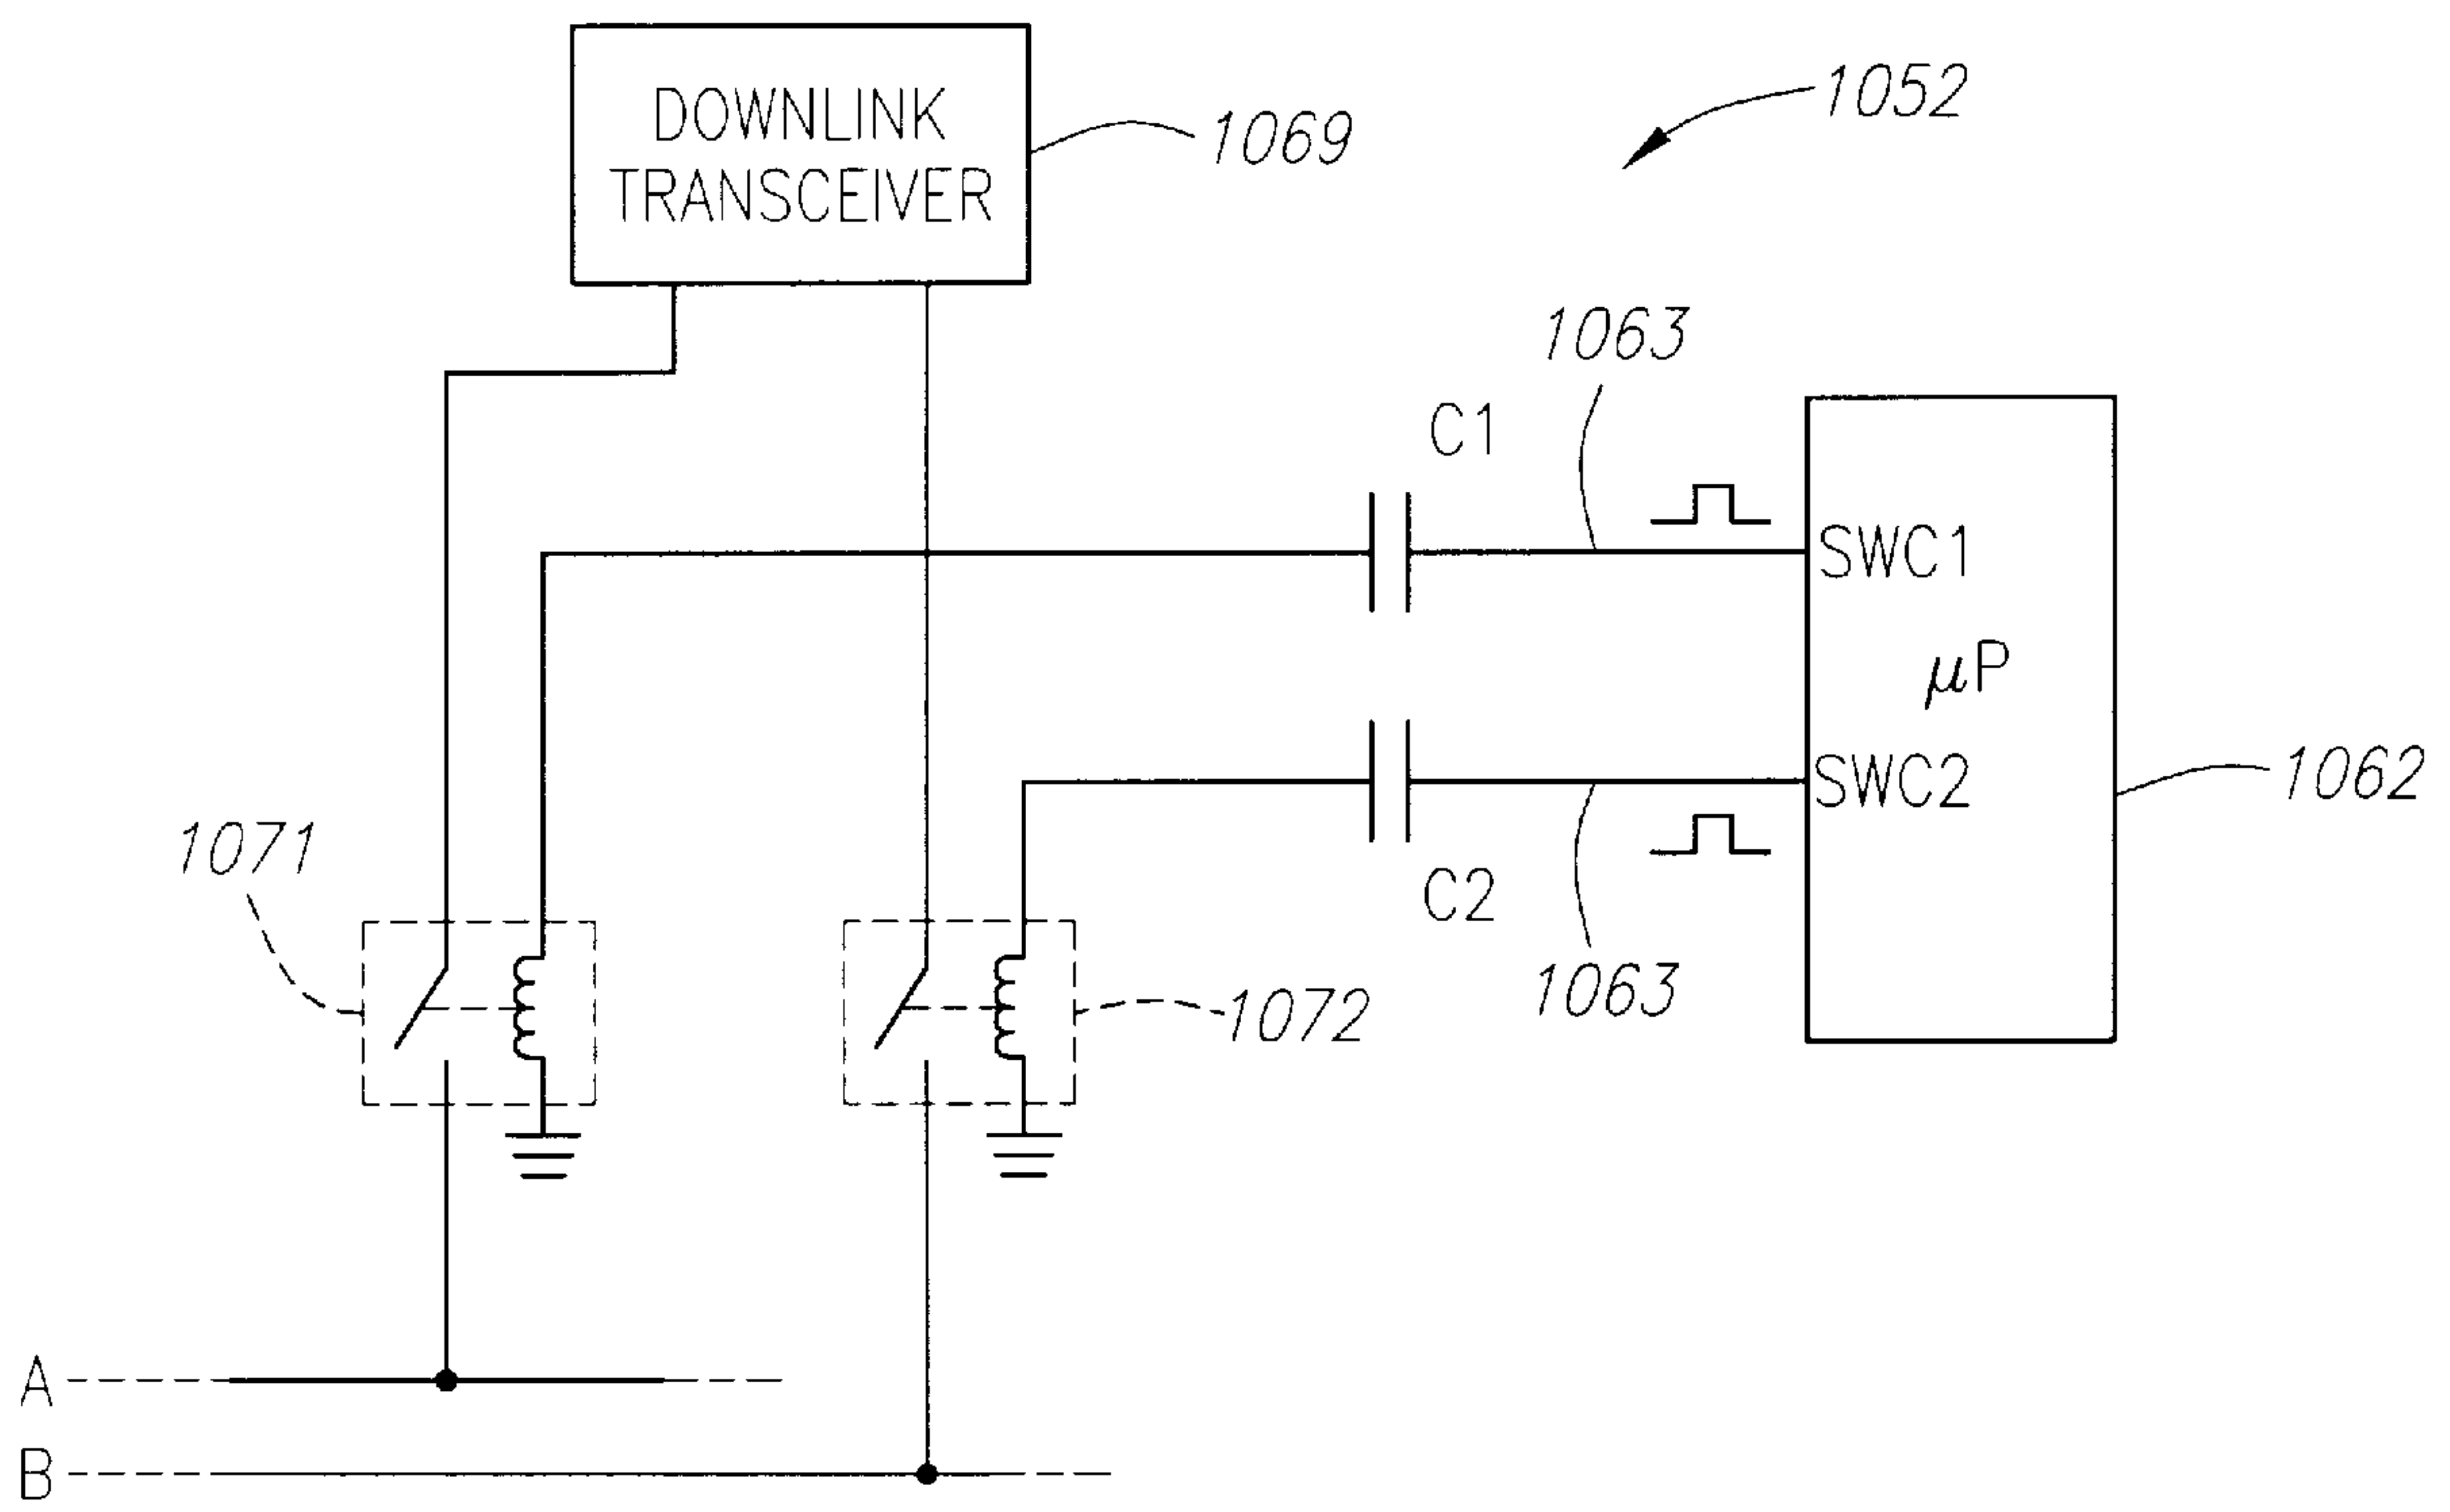 DOWNLINK
TRANSCEIVER
1069
1052
1063
C1
SWC1
μP
SWC2
1062
1071
C2
1063
1072
A
B